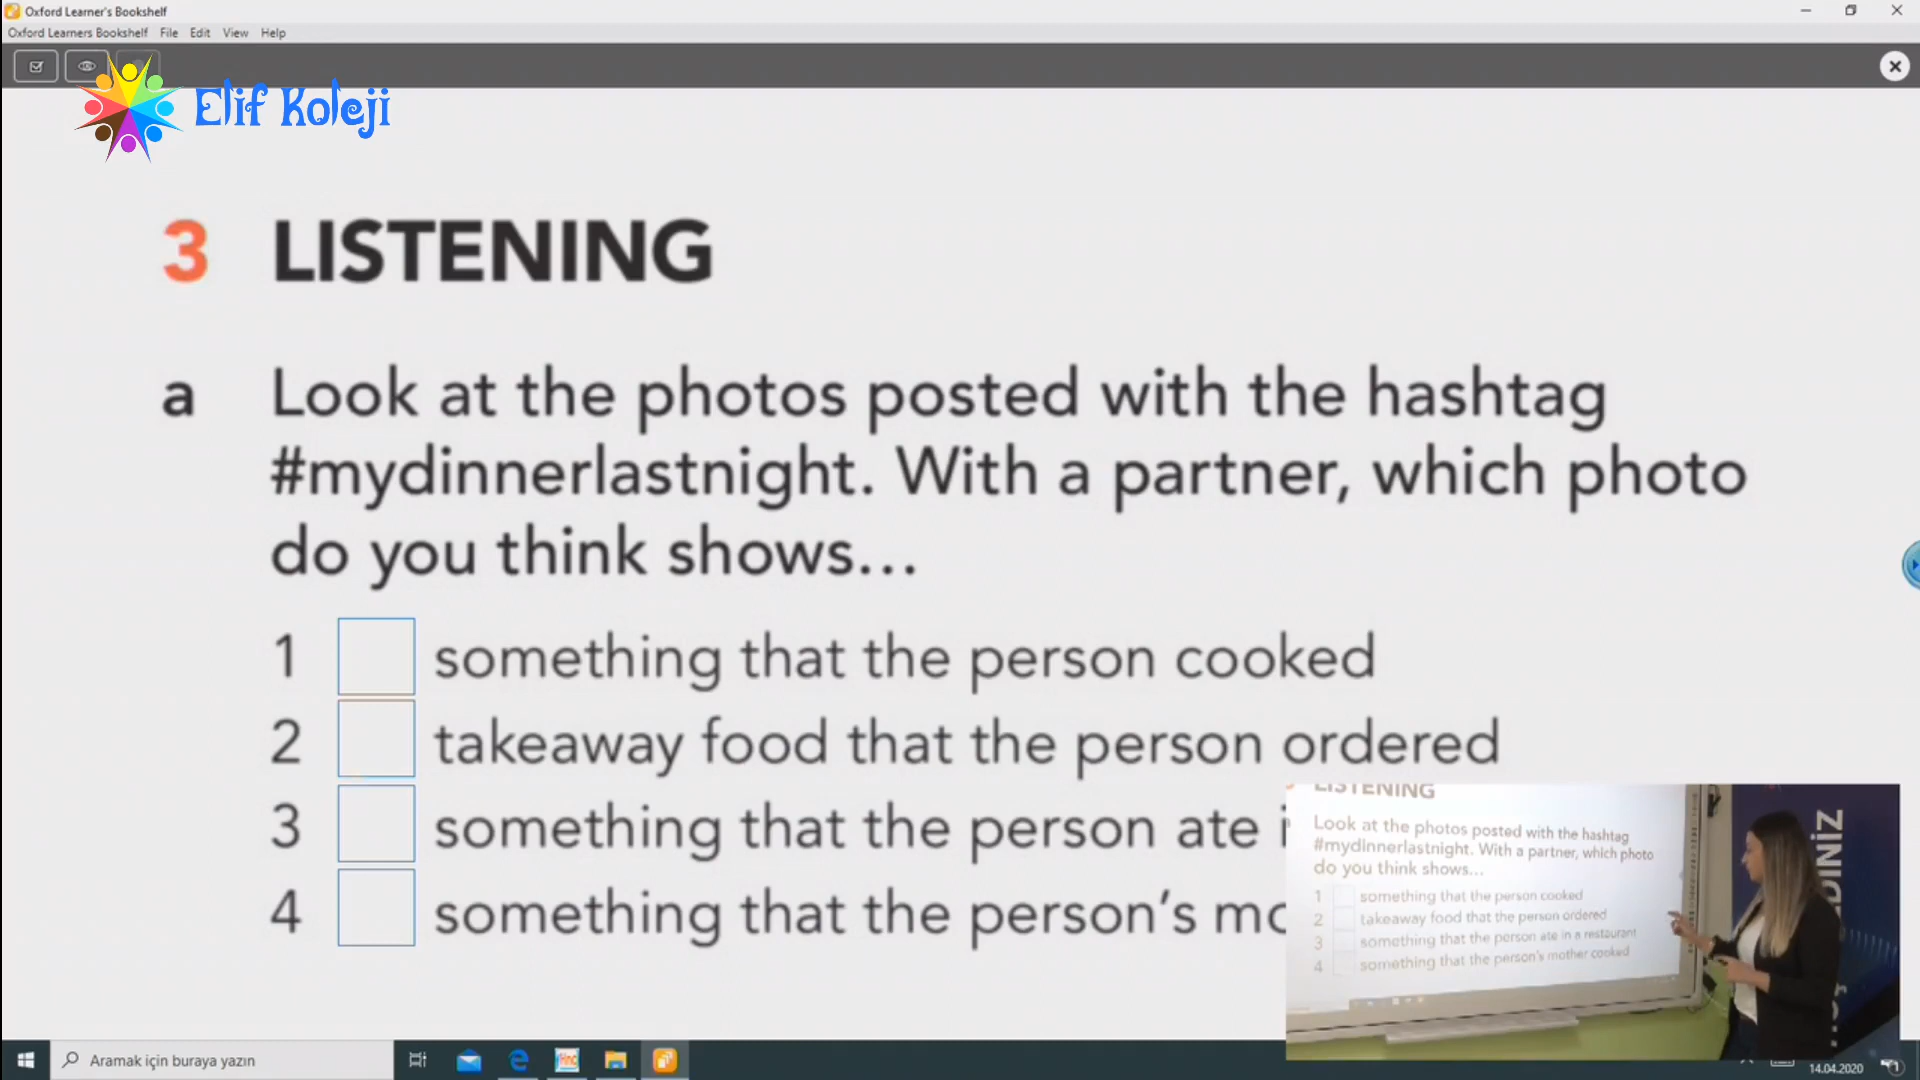 Oxford Learner's Bookshelf
Oxford Learners Bookshelf File Edit View Help
Elif Koleji
3 LISTENING
a Look at the photos posted with the hashtag
#mydinnerlastnight. With a partner, which photo
do you think shows...
1 something that the person cooked
2 takeaway food that the person ordered
3 something that the person ate i
4 something that the person's mo
LISTENING
Look at the photos posted with the hashtag
#mydinnerlastnight. With a partner, which photo
do you think shows...
1 something that the person cooked
2 takeaway food that the person ordered
3 something that the person ate in a restaurant
4 something that the person's mother cooked
Aramak için buraya yazın
14.04.2020